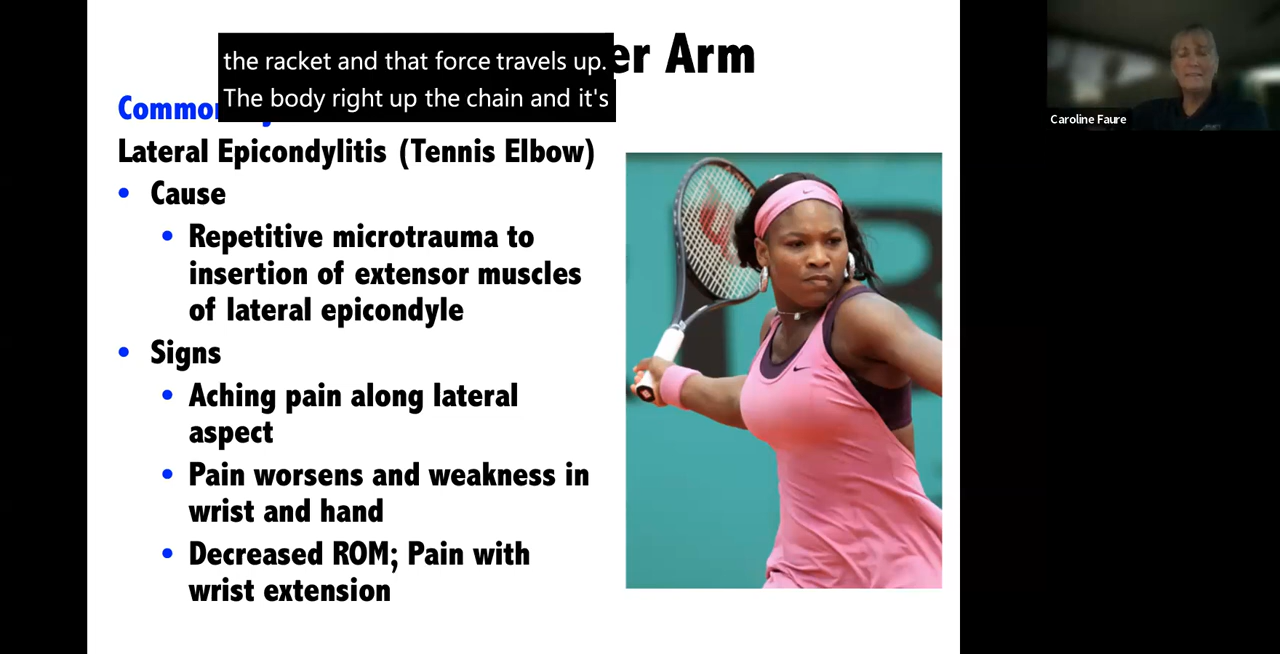 the racket and that force travels up.
The body right up the chain and it's
er Arm
Commo
Lateral Epicondylitis (Tennis Elbow)
• Cause
• Repetitive microtrauma to
insertion of extensor muscles
of lateral epicondyle
• Signs
• Aching pain along lateral
aspect
• Pain worsens and weakness in
wrist and hand
• Decreased ROM; Pain with
wrist extension
Caroline Faure